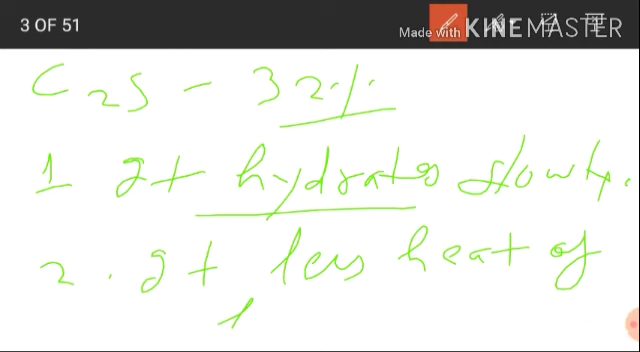 3 OF 51
Made with KINEMASTER
C2S - 32%
1 It hydrates slowly.
2. It less heat of